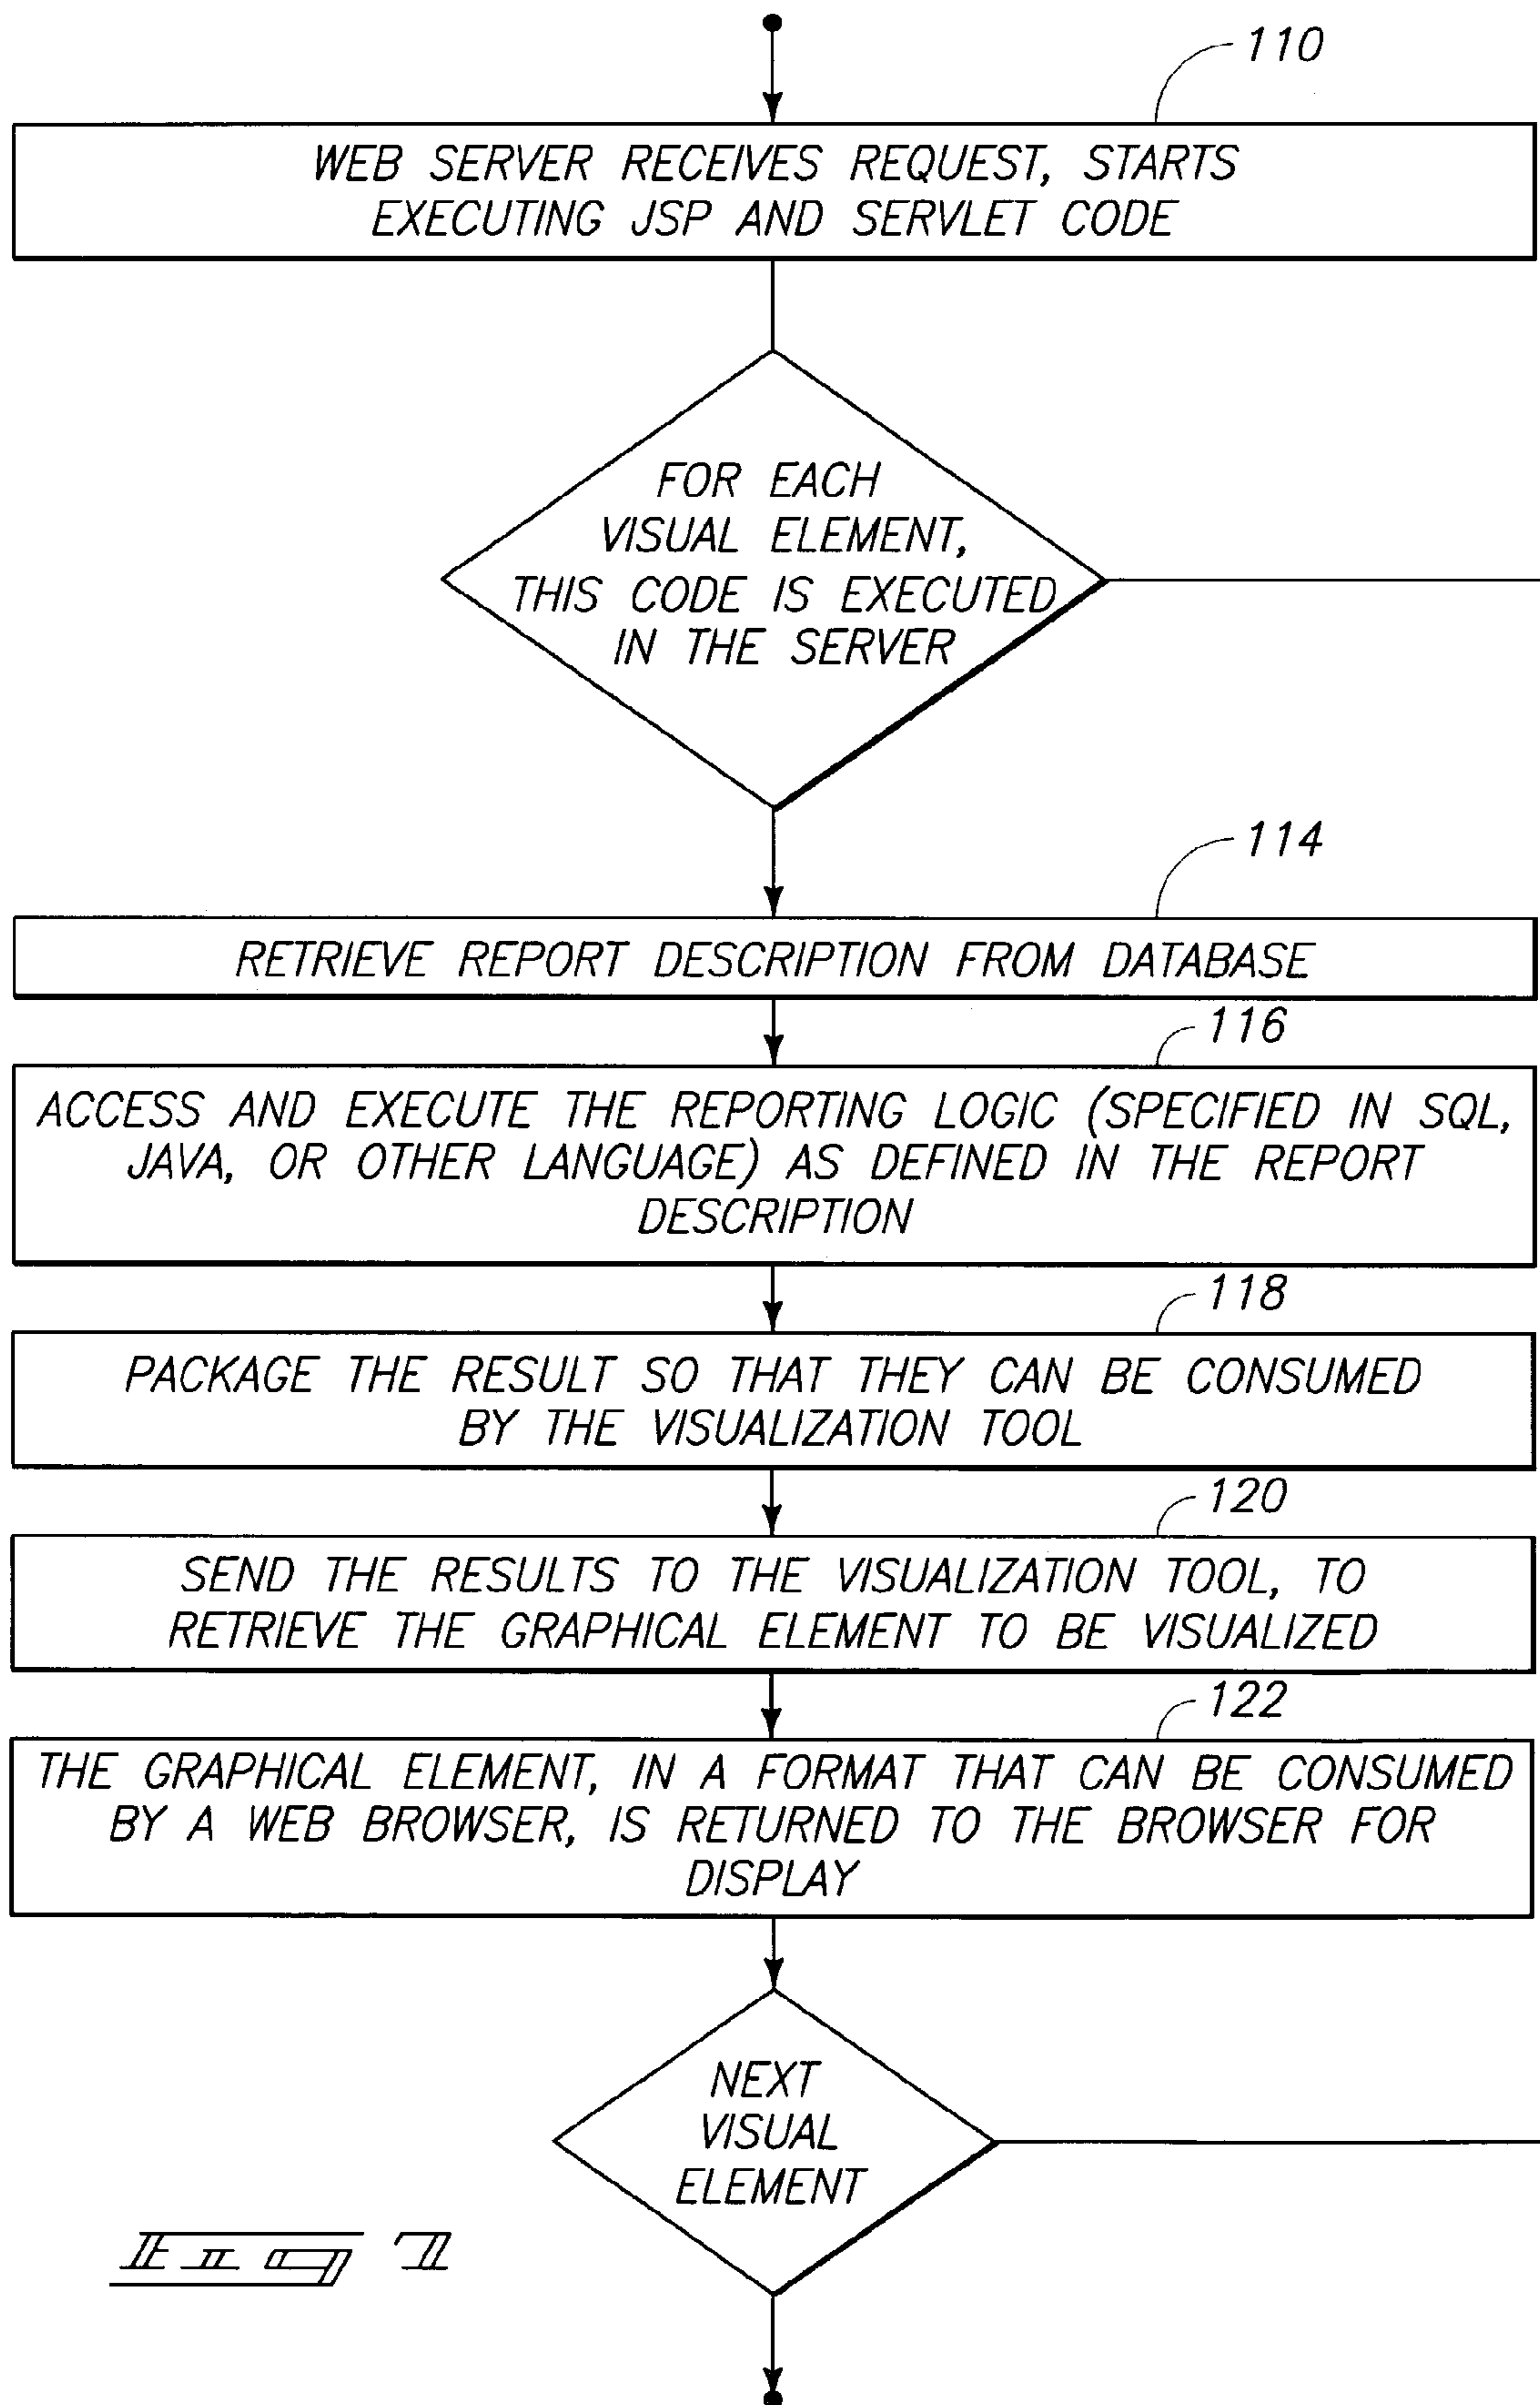 110
WEB SERVER RECEIVES REQUEST, STARTS
EXECUTING JSP AND SERVLET CODE
FOR EACH
VISUAL ELEMENT,
THIS CODE IS EXECUTED
IN THE SERVER
114
RETRIEVE REPORT DESCRIPTION FROM DATABASE
116
ACCESS AND EXECUTE THE REPORTING LOGIC (SPECIFIED IN SQL,
JAVA, OR OTHER LANGUAGE) AS DEFINED IN THE REPORT
DESCRIPTION
118
PACKAGE THE RESULT SO THAT THEY CAN BE CONSUMED
BY THE VISUALIZATION TOOL
120
SEND THE RESULTS TO THE VISUALIZATION TOOL, TO
RETRIEVE THE GRAPHICAL ELEMENT TO BE VISUALIZED
122
THE GRAPHICAL ELEMENT, IN A FORMAT THAT CAN BE CONSUMED
BY A WEB BROWSER, IS RETURNED TO THE BROWSER FOR
DISPLAY
NEXT
VISUAL
ELEMENT
Fig 7